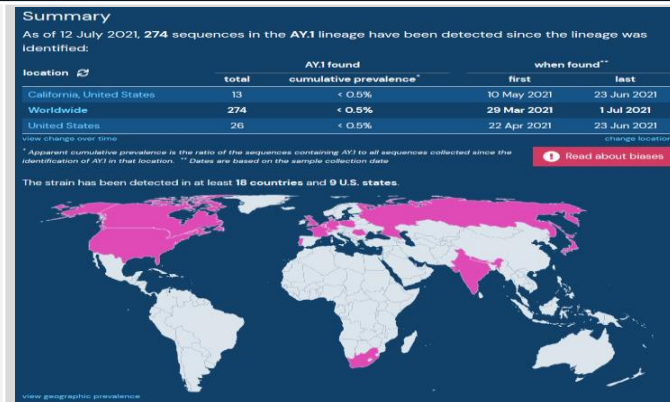 Summary
As of 12 July 2021, 274 sequences in the AY.1 lineage have been detected since the lineage was
identified:
AY.1 found when found**
location
total cumulative prevalence* first last
California, United States 13 < 0.5% 10 May 2021 23 Jun 2021
Worldwide 274 < 0.5% 29 Mar 2021 1 Jul 2021
United States 26 < 0.5% 22 Apr 2021 23 Jun 2021
view change over time change location
* Apparent cumulative prevalence is the ratio of the sequences containing AY.1 to all sequences collected since the
identification of AY.1 in that location. ** Dates are based on the sample collection date
! Read about biases
The strain has been detected in at least 18 countries and 9 U.S. states.
view geographic prevalence